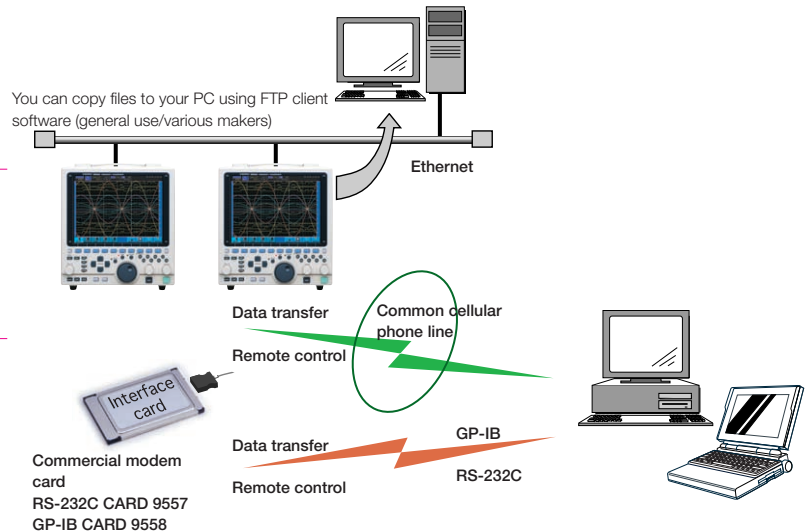 You can copy files to your PC using FTP client
software (general use/various makers)
Ethernet
Data transfer
Common cellular
phone line
Remote control
Interface
card
Data transfer
GP-IB
Remote control
RS-232C
Commercial modem
card
RS-232C CARD 9557
GP-IB CARD 9558